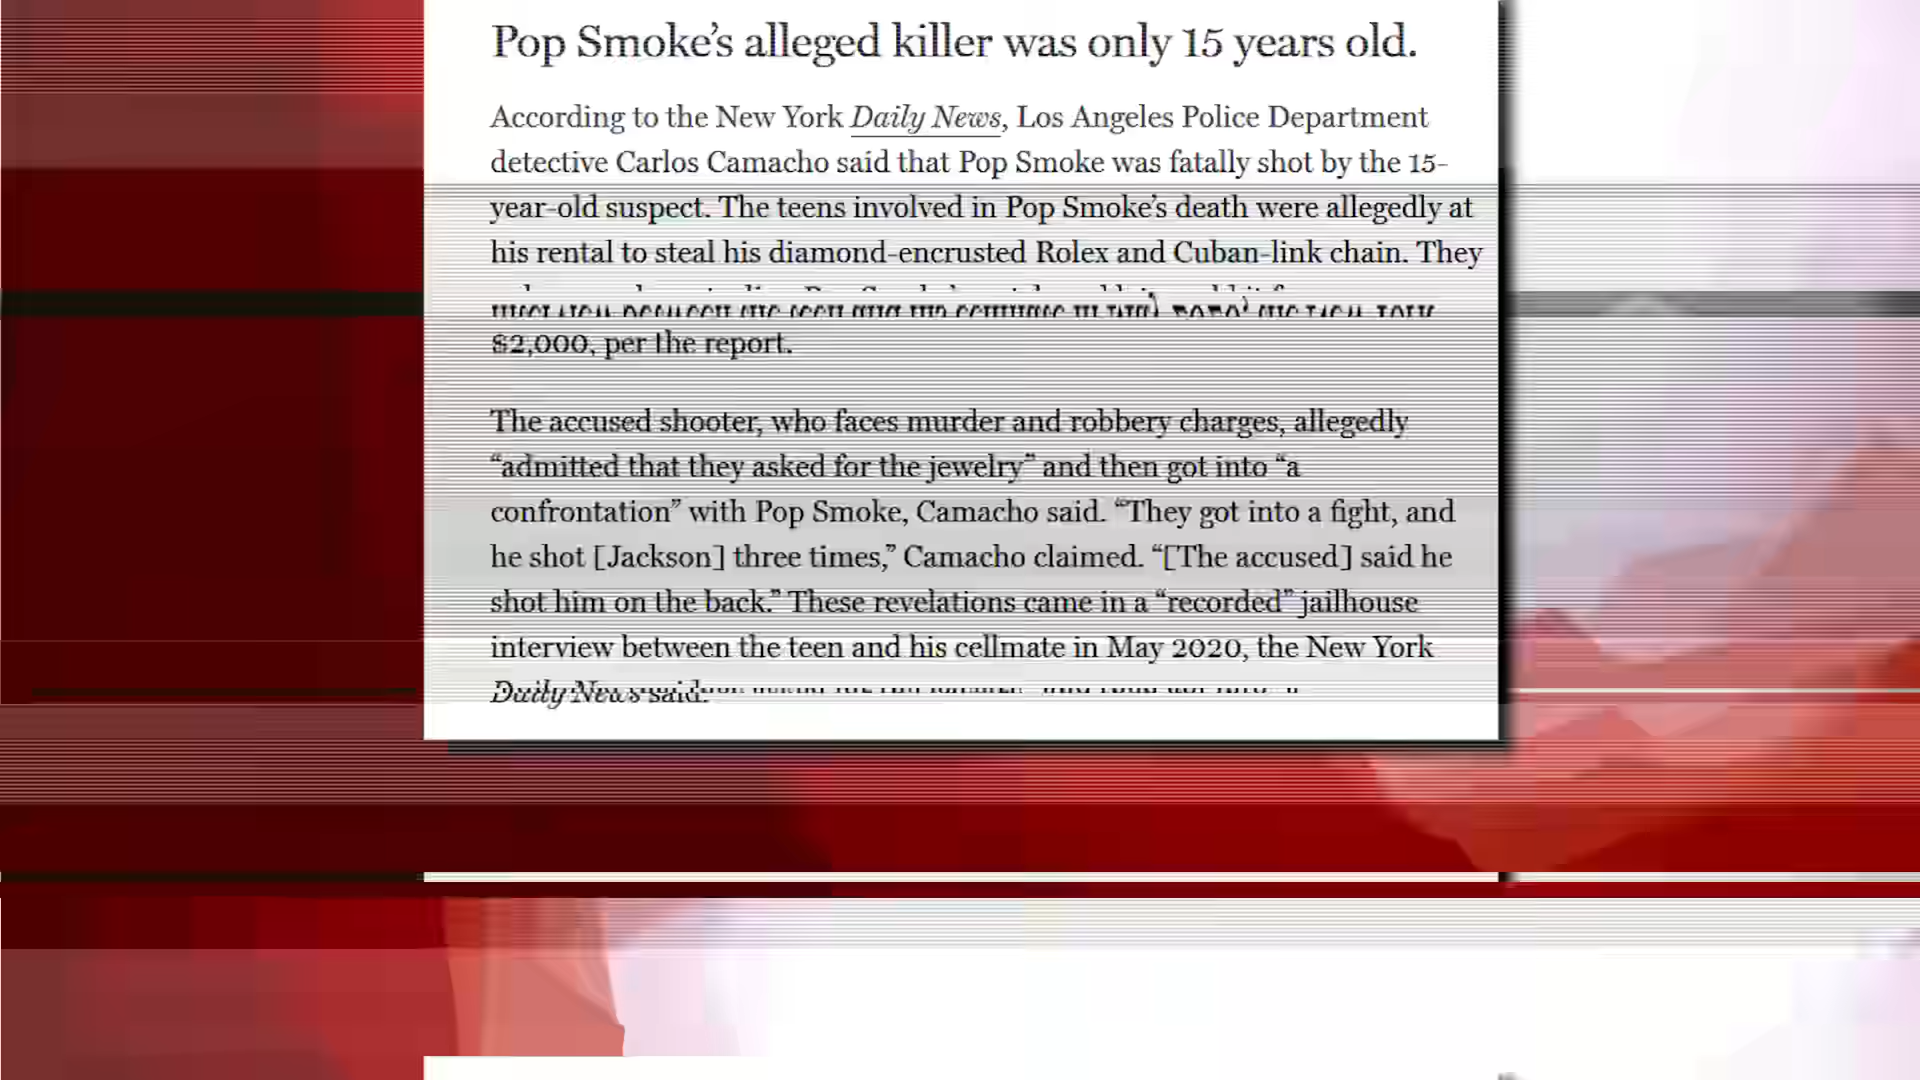 Pop Smoke’s alleged killer was only 15 years old.
According to the New York Daily News, Los Angeles Police Department
detective Carlos Camacho said that Pop Smoke was fatally shot by the 15-
year-old suspect. The teens involved in Pop Smoke’s death were allegedly at
his rental to steal his diamond-encrusted Rolex and Cuban-link chain. They
$2,000, per the report.
The accused shooter, who faces murder and robbery charges, allegedly
“admitted that they asked for the jewelry” and then got into “a
confrontation” with Pop Smoke, Camacho said. “They got into a fight, and
he shot [Jackson] three times,” Camacho claimed. “[The accused] said he
shot him on the back.” These revelations came in a “recorded” jailhouse
interview between the teen and his cellmate in May 2020, the New York
Daily News said.